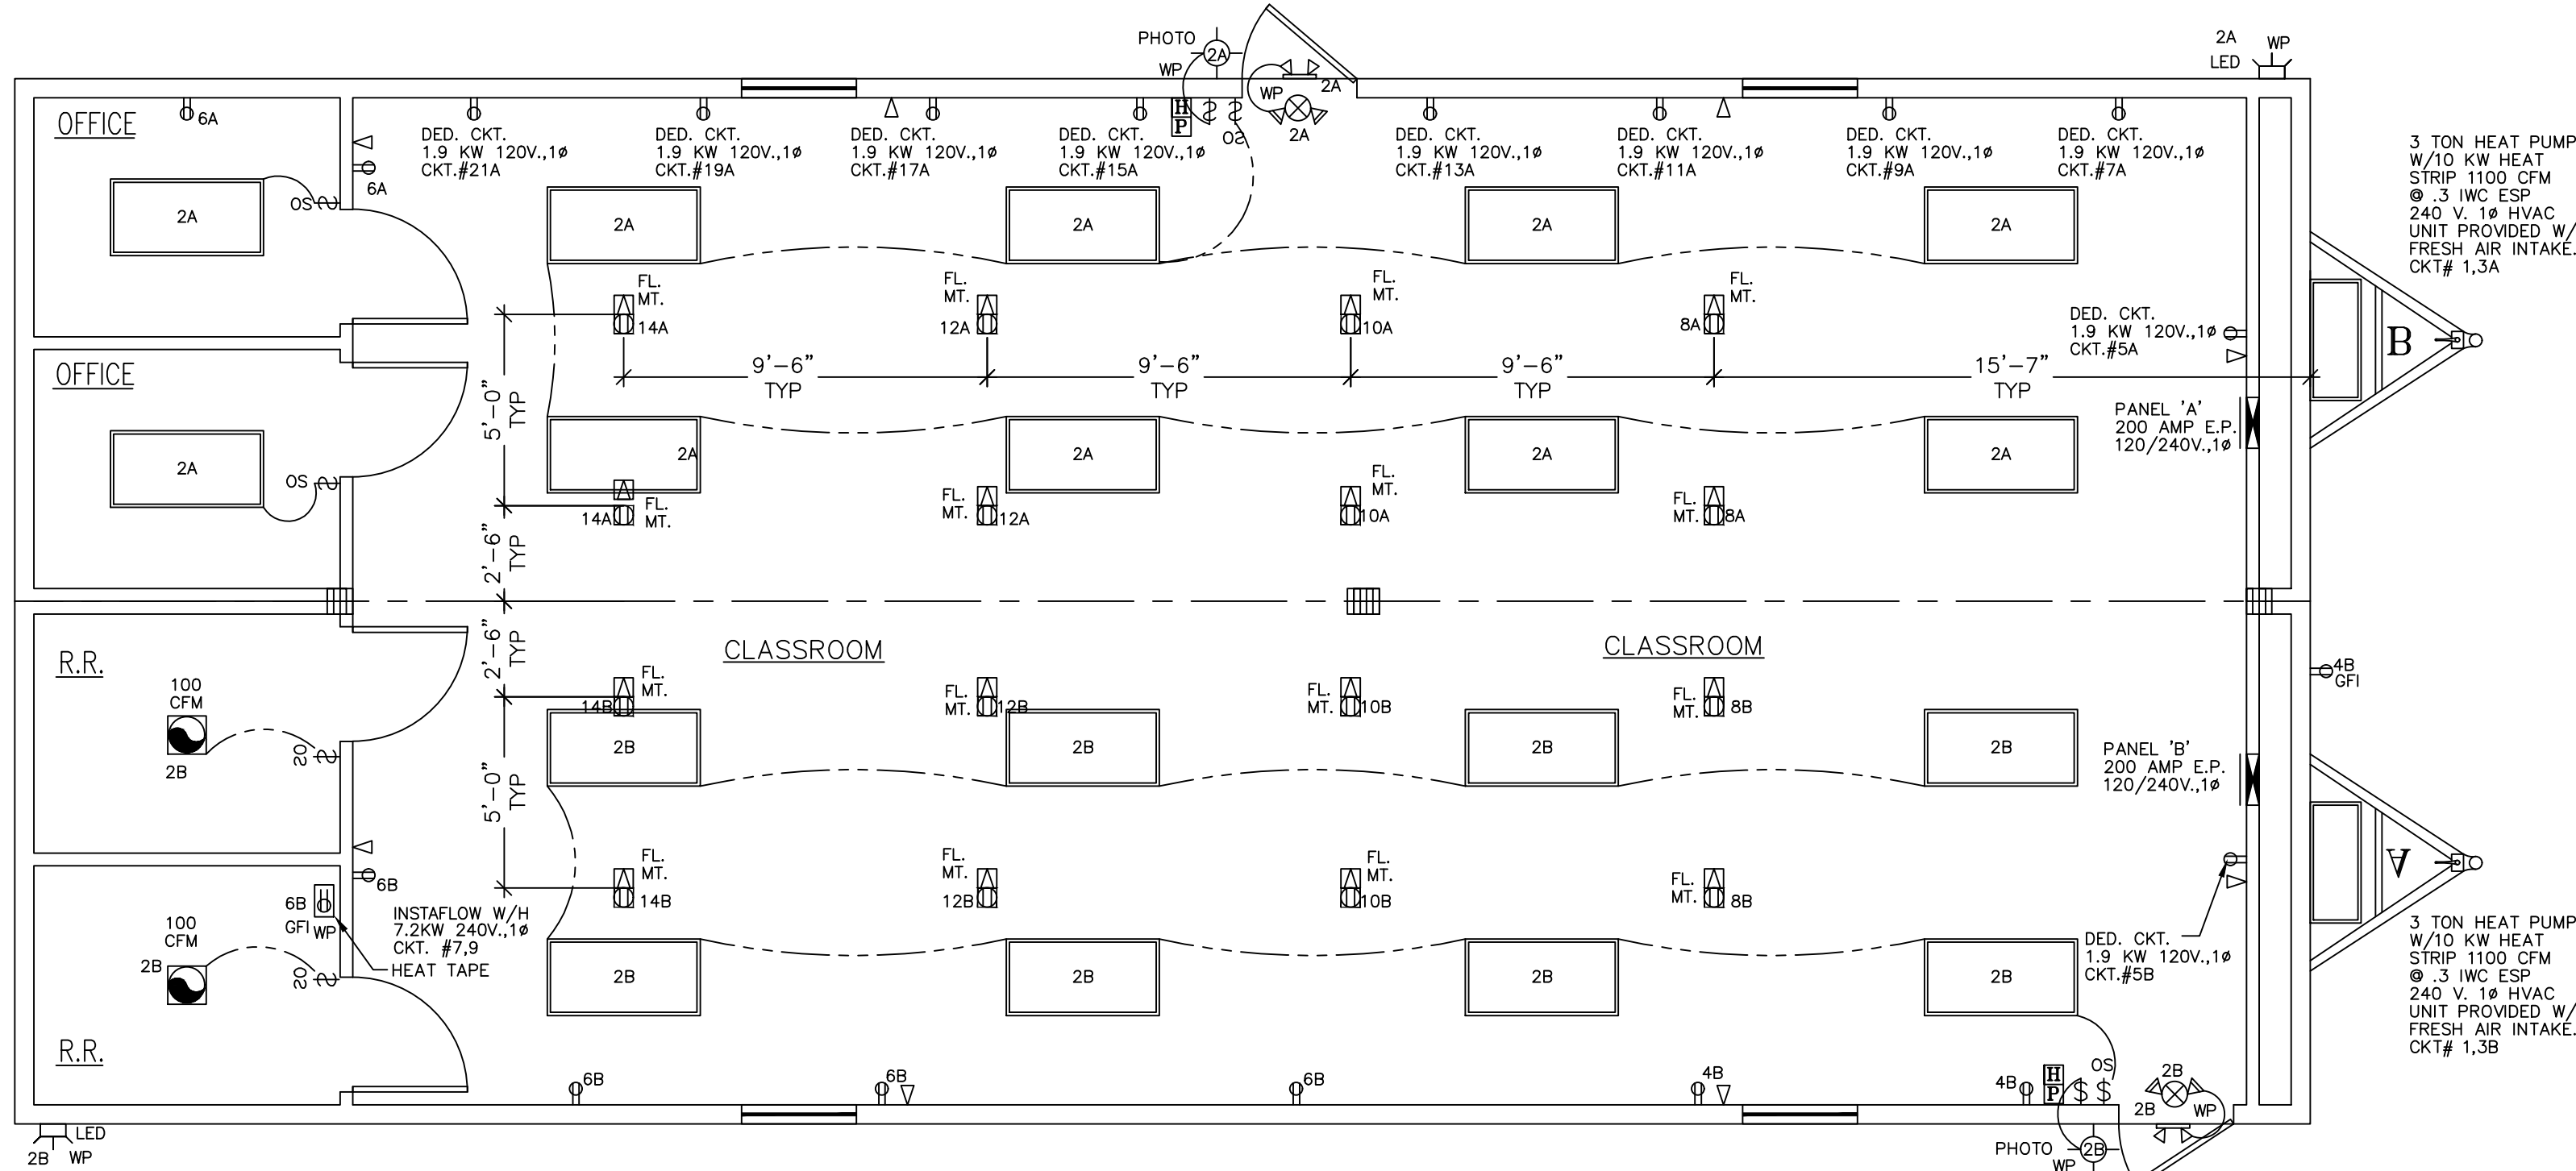 PHOTO
2A
WP
WP
2A
2A
2A
LED
WP
OFFICE
6A
6A
OS
2A
DED. CKT.
1.9 KW 120V.,1ø
CKT.#21A
DED. CKT.
1.9 KW 120V.,1ø
CKT.#19A
DED. CKT.
1.9 KW 120V.,1ø
CKT.#17A
DED. CKT.
1.9 KW 120V.,1ø
CKT.#15A
H
P
OS
DED. CKT.
1.9 KW 120V.,1ø
CKT.#13A
DED. CKT.
1.9 KW 120V.,1ø
CKT.#11A
DED. CKT.
1.9 KW 120V.,1ø
CKT.#9A
DED. CKT.
1.9 KW 120V.,1ø
CKT.#7A
3 TON HEAT PUMP
W/10 KW HEAT
STRIP 1100 CFM
@ .3 IWC ESP
240 V. 1ø HVAC
UNIT PROVIDED W/
FRESH AIR INTAKE.
CKT# 1,3A
2A
2A
2A
2A
FL.
MT.
14A
FL.
MT.
12A
FL.
MT.
10A
FL.
MT.
8A
DED. CKT.
1.9 KW 120V.,1ø
CKT.#5A
B
9'-6"
TYP
9'-6"
TYP
9'-6"
TYP
15'-7"
TYP
5'-0"
TYP
OFFICE
2A
OS
PANEL 'A'
200 AMP E.P.
120/240V.,1ø
2A
2A
2A
2A
FL.
MT.
14A
FL.
MT.
12A
FL.
MT.
10A
FL.
MT.
8A
2'-6"
TYP
2'-6"
TYP
CLASSROOM
CLASSROOM
R.R.
100
CFM
2B
OS
FL.
MT.
14B
FL.
MT.
12B
FL.
MT.
10B
FL.
MT.
8B
4B
GFI
2B
2B
2B
2B
PANEL 'B'
200 AMP E.P.
120/240V.,1ø
5'-0"
TYP
FL.
MT.
14B
FL.
MT.
12B
FL.
MT.
10B
FL.
MT.
8B
A
6B
6B
GFI
WP
INSTAFLOW W/H
7.2KW 240V.,1ø
CKT. #7,9
HEAT TAPE
100
CFM
2B
OS
R.R.
2B
2B
2B
2B
DED. CKT.
1.9 KW 120V.,1ø
CKT.#5B
3 TON HEAT PUMP
W/10 KW HEAT
STRIP 1100 CFM
@ .3 IWC ESP
240 V. 1ø HVAC
UNIT PROVIDED W/
FRESH AIR INTAKE.
CKT# 1,3B
6B
6B
6B
4B
4B
H
P
OS
2B
2B
WP
LED
2B
WP
PHOTO
WP
2B